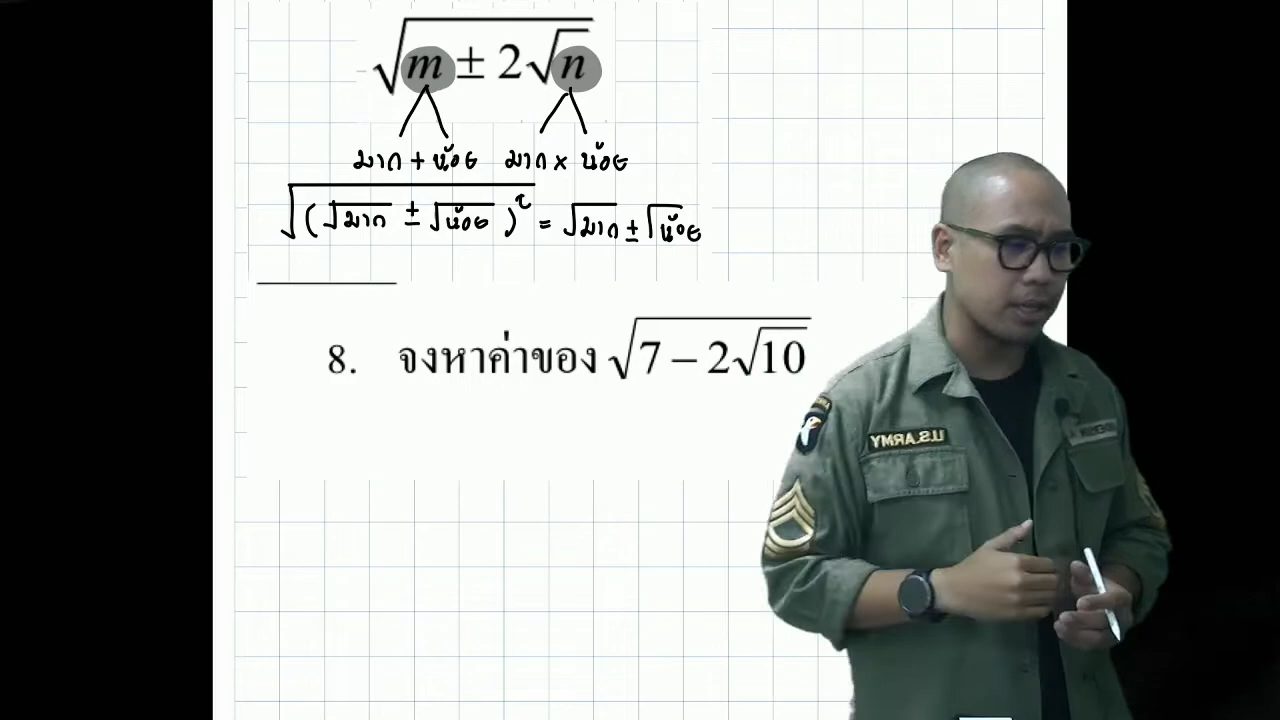 √(m ± 2√n)
มาก + น้อย มาก × น้อย
√((√มาก ± √น้อย)²) = √มาก ± √น้อย
8. จงหาค่าของ √(7 − 2√10)
U.S.ARMY